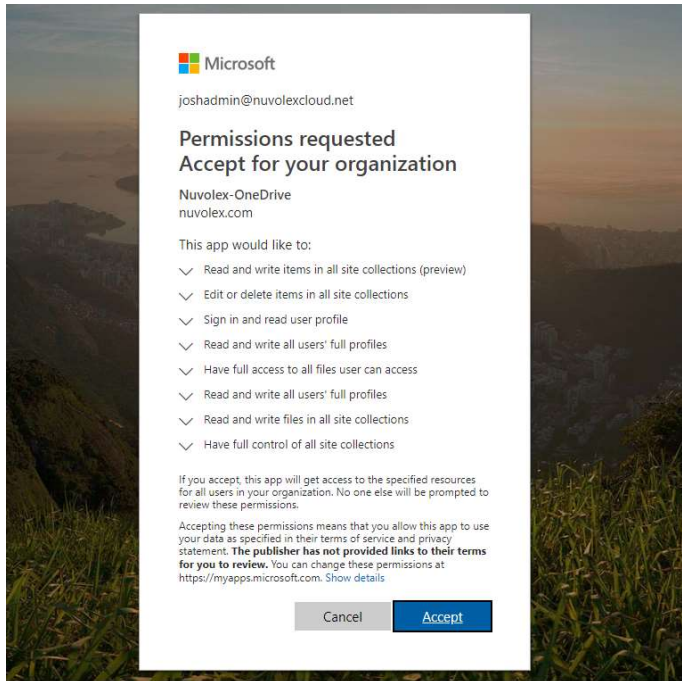 Microsoft
joshadmin@nuvolexcloud.net
Permissions requested
Accept for your organization
Nuvolex-OneDrive
nuvolex.com
This app would like to:
Read and write items in all site collections (preview)
Edit or delete items in all site collections
Sign in and read user profile
Read and write all users' full profiles
Have full access to all files user can access
Read and write all users' full profiles
Read and write files in all site collections
Have full control of all site collections
If you accept, this app will get access to the specified resources
for all users in your organization. No one else will be prompted to
review these permissions.
Accepting these permissions means that you allow this app to use
your data as specified in their terms of service and privacy
statement. The publisher has not provided links to their terms
for you to review. You can change these permissions at
https://myapps.microsoft.com. Show details
Cancel Accept